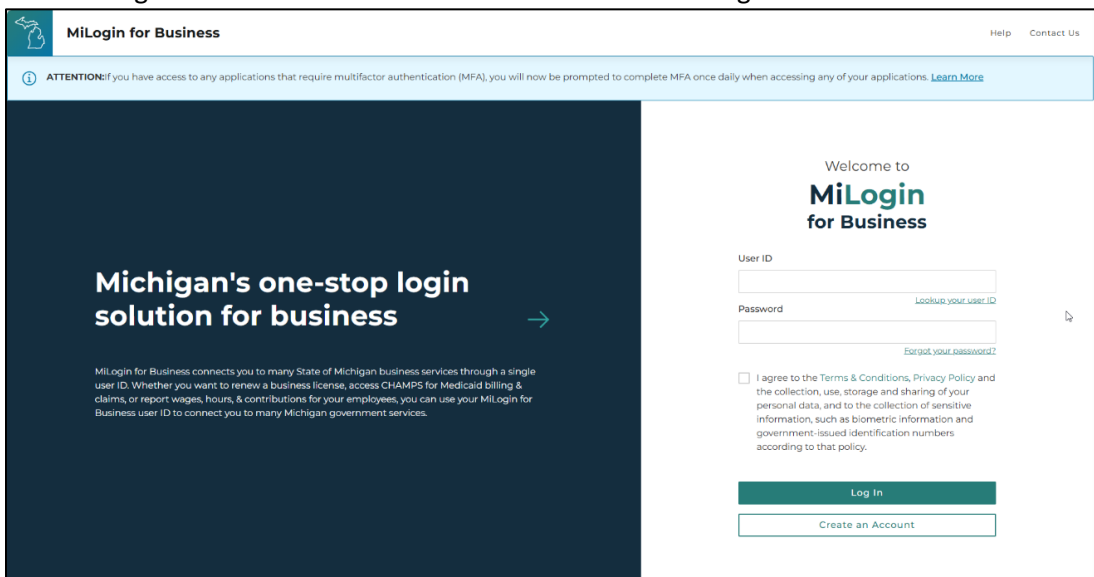 MiLogin for Business
Help Contact Us
ATTENTION:If you have access to any applications that require multifactor authentication (MFA), you will now be prompted to complete MFA once daily when accessing any of your applications. Learn More
Welcome to
MiLogin
for Business
User ID
Lookup your user ID
Password
Forgot your password?
I agree to the Terms & Conditions, Privacy Policy and
the collection, use, storage and sharing of your
personal data, and to the collection of sensitive
information, such as biometric information and
government-issued identification numbers
according to that policy.
Log In
Create an Account
Michigan's one-stop login
solution for business
MiLogin for Business connects you to many State of Michigan business services through a single
user ID. Whether you want to renew a business license, access CHAMPS for Medicaid billing &
claims, or report wages, hours, & contributions for your employees, you can use your MiLogin for
Business user ID to connect you to many Michigan government services.